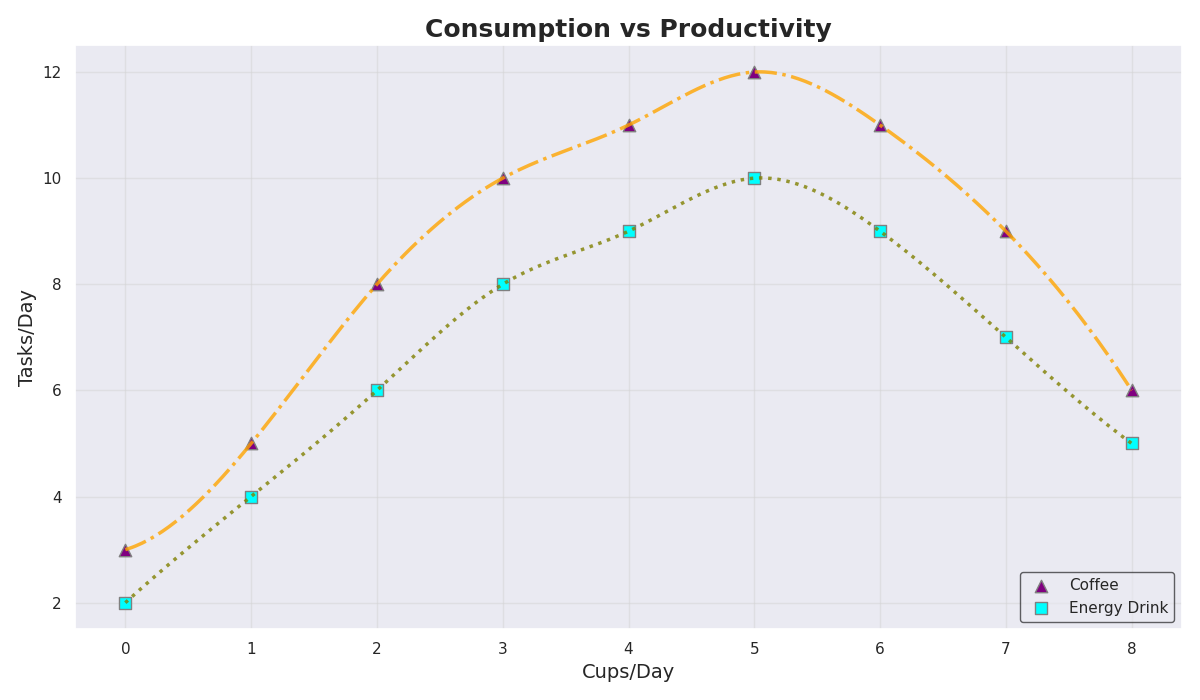 Consumption vs Productivity
Tasks/Day
12
10
8
6
4
2
0 1 2 3 4 5 6 7 8
Cups/Day
Coffee
Energy Drink